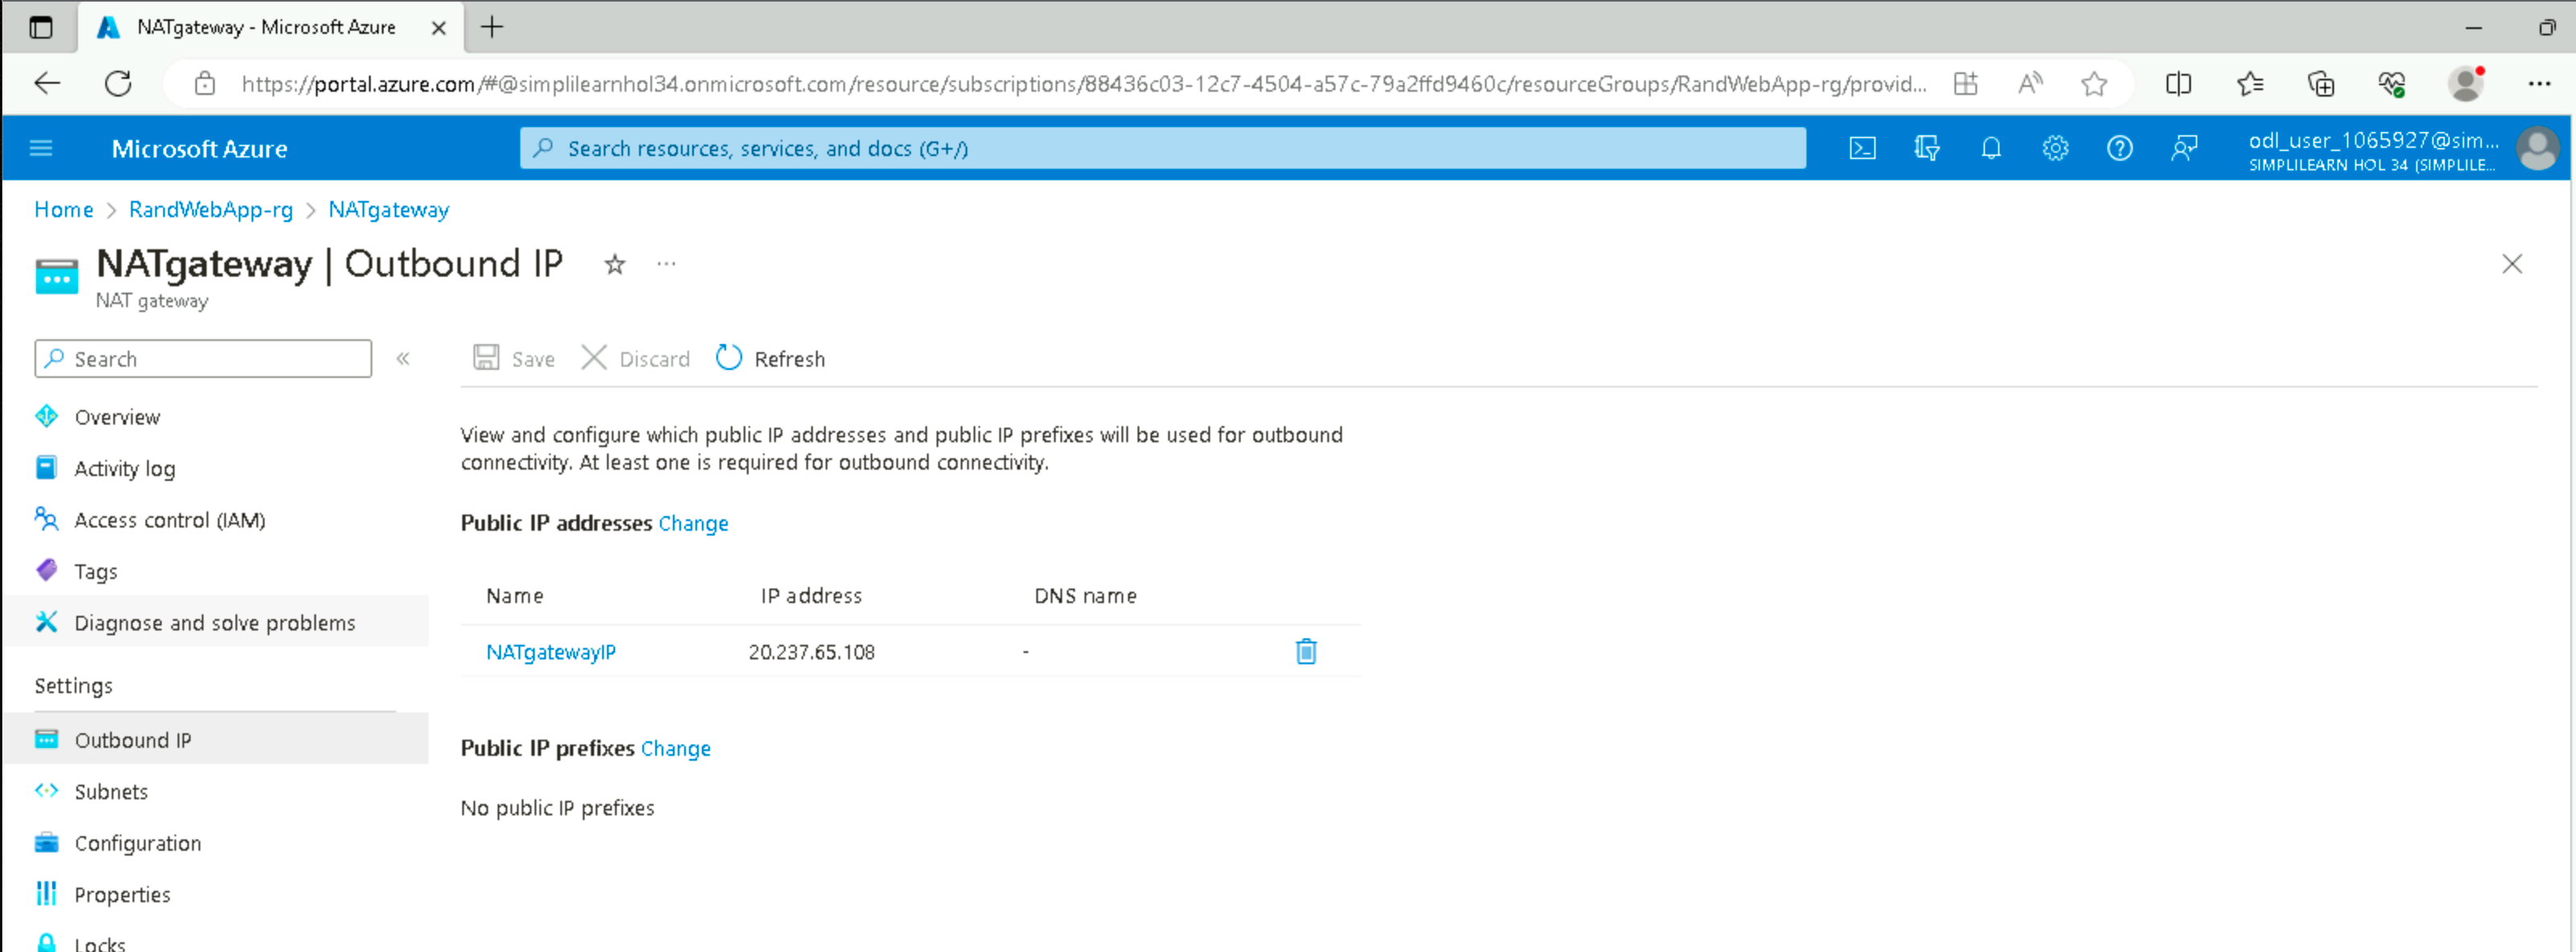 NATgateway - Microsoft Azure
https://portal.azure.com/#@simplilearnhol34.onmicrosoft.com/resource/subscriptions/88436c03-12c7-4504-a57c-79a2ffd9460c/resourceGroups/RandWebApp-rg/provid...
Microsoft Azure
Search resources, services, and docs (G+/)
odl_user_1065927@sim...
SIMPLILEARN HOL 34 (SIMPLILE...
Home > RandWebApp-rg > NATgateway
NATgateway | Outbound IP
NAT gateway
Search
Save Discard Refresh
Overview
Activity log
Access control (IAM)
Tags
Diagnose and solve problems
Settings
Outbound IP
Subnets
Configuration
Properties
Locks
View and configure which public IP addresses and public IP prefixes will be used for outbound
connectivity. At least one is required for outbound connectivity.
Public IP addresses Change
Name IP address DNS name
NATgatewayIP 20.237.65.108 -
Public IP prefixes Change
No public IP prefixes